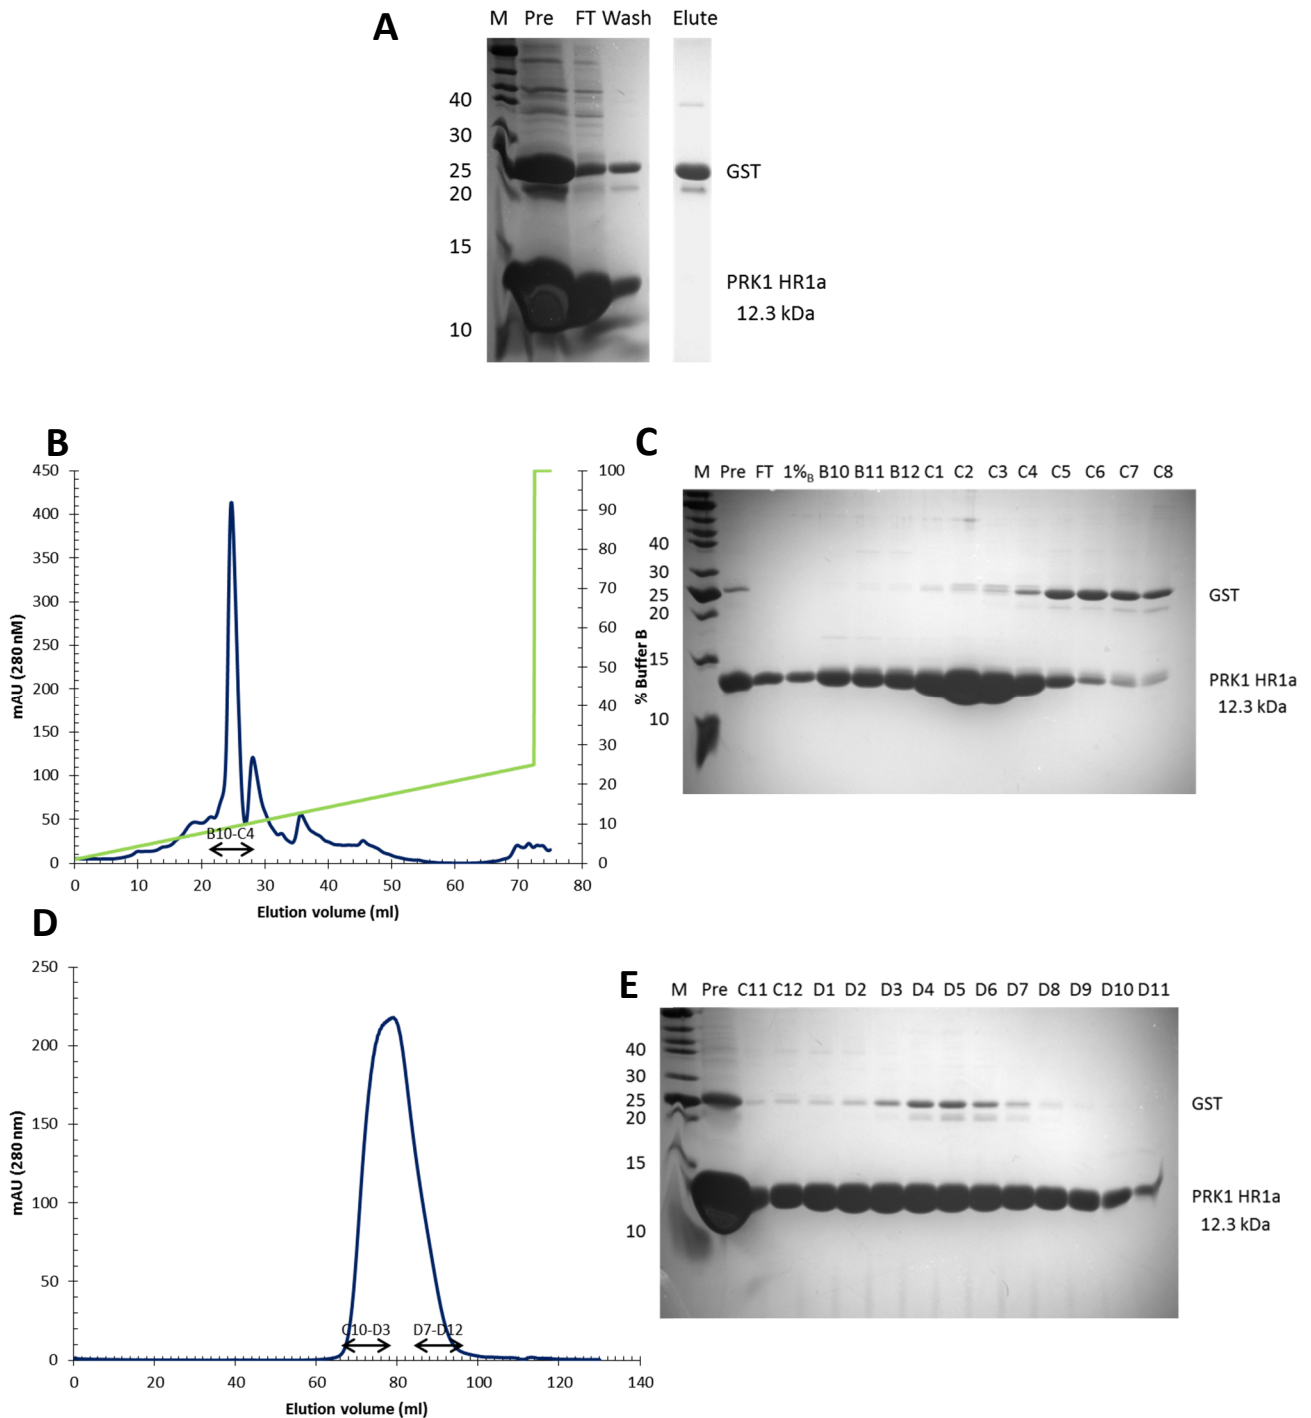 A
M Pre FT Wash Elute
40
30
25
20
15
10
GST
PRK1 HR1a
12.3 kDa
B
450
400
350
300
250
200
150
100
50
0
mAU (280 nM)
100
90
80
70
60
50
40
30
20
10
0
% Buffer B
B10-C4
0 10 20 30 40 50 60 70 80
Elution volume (ml)
C
M Pre FT 1%B B10 B11 B12 C1 C2 C3 C4 C5 C6 C7 C8
40
30
25
20
15
10
GST
PRK1 HR1a
12.3 kDa
D
250
200
150
100
50
0
mAU (280 nm)
C10-D3 D7-D12
0 20 40 60 80 100 120 140
Elution volume (ml)
E
M Pre C11 C12 D1 D2 D3 D4 D5 D6 D7 D8 D9 D10 D11
40
30
25
20
15
10
GST
PRK1 HR1a
12.3 kDa